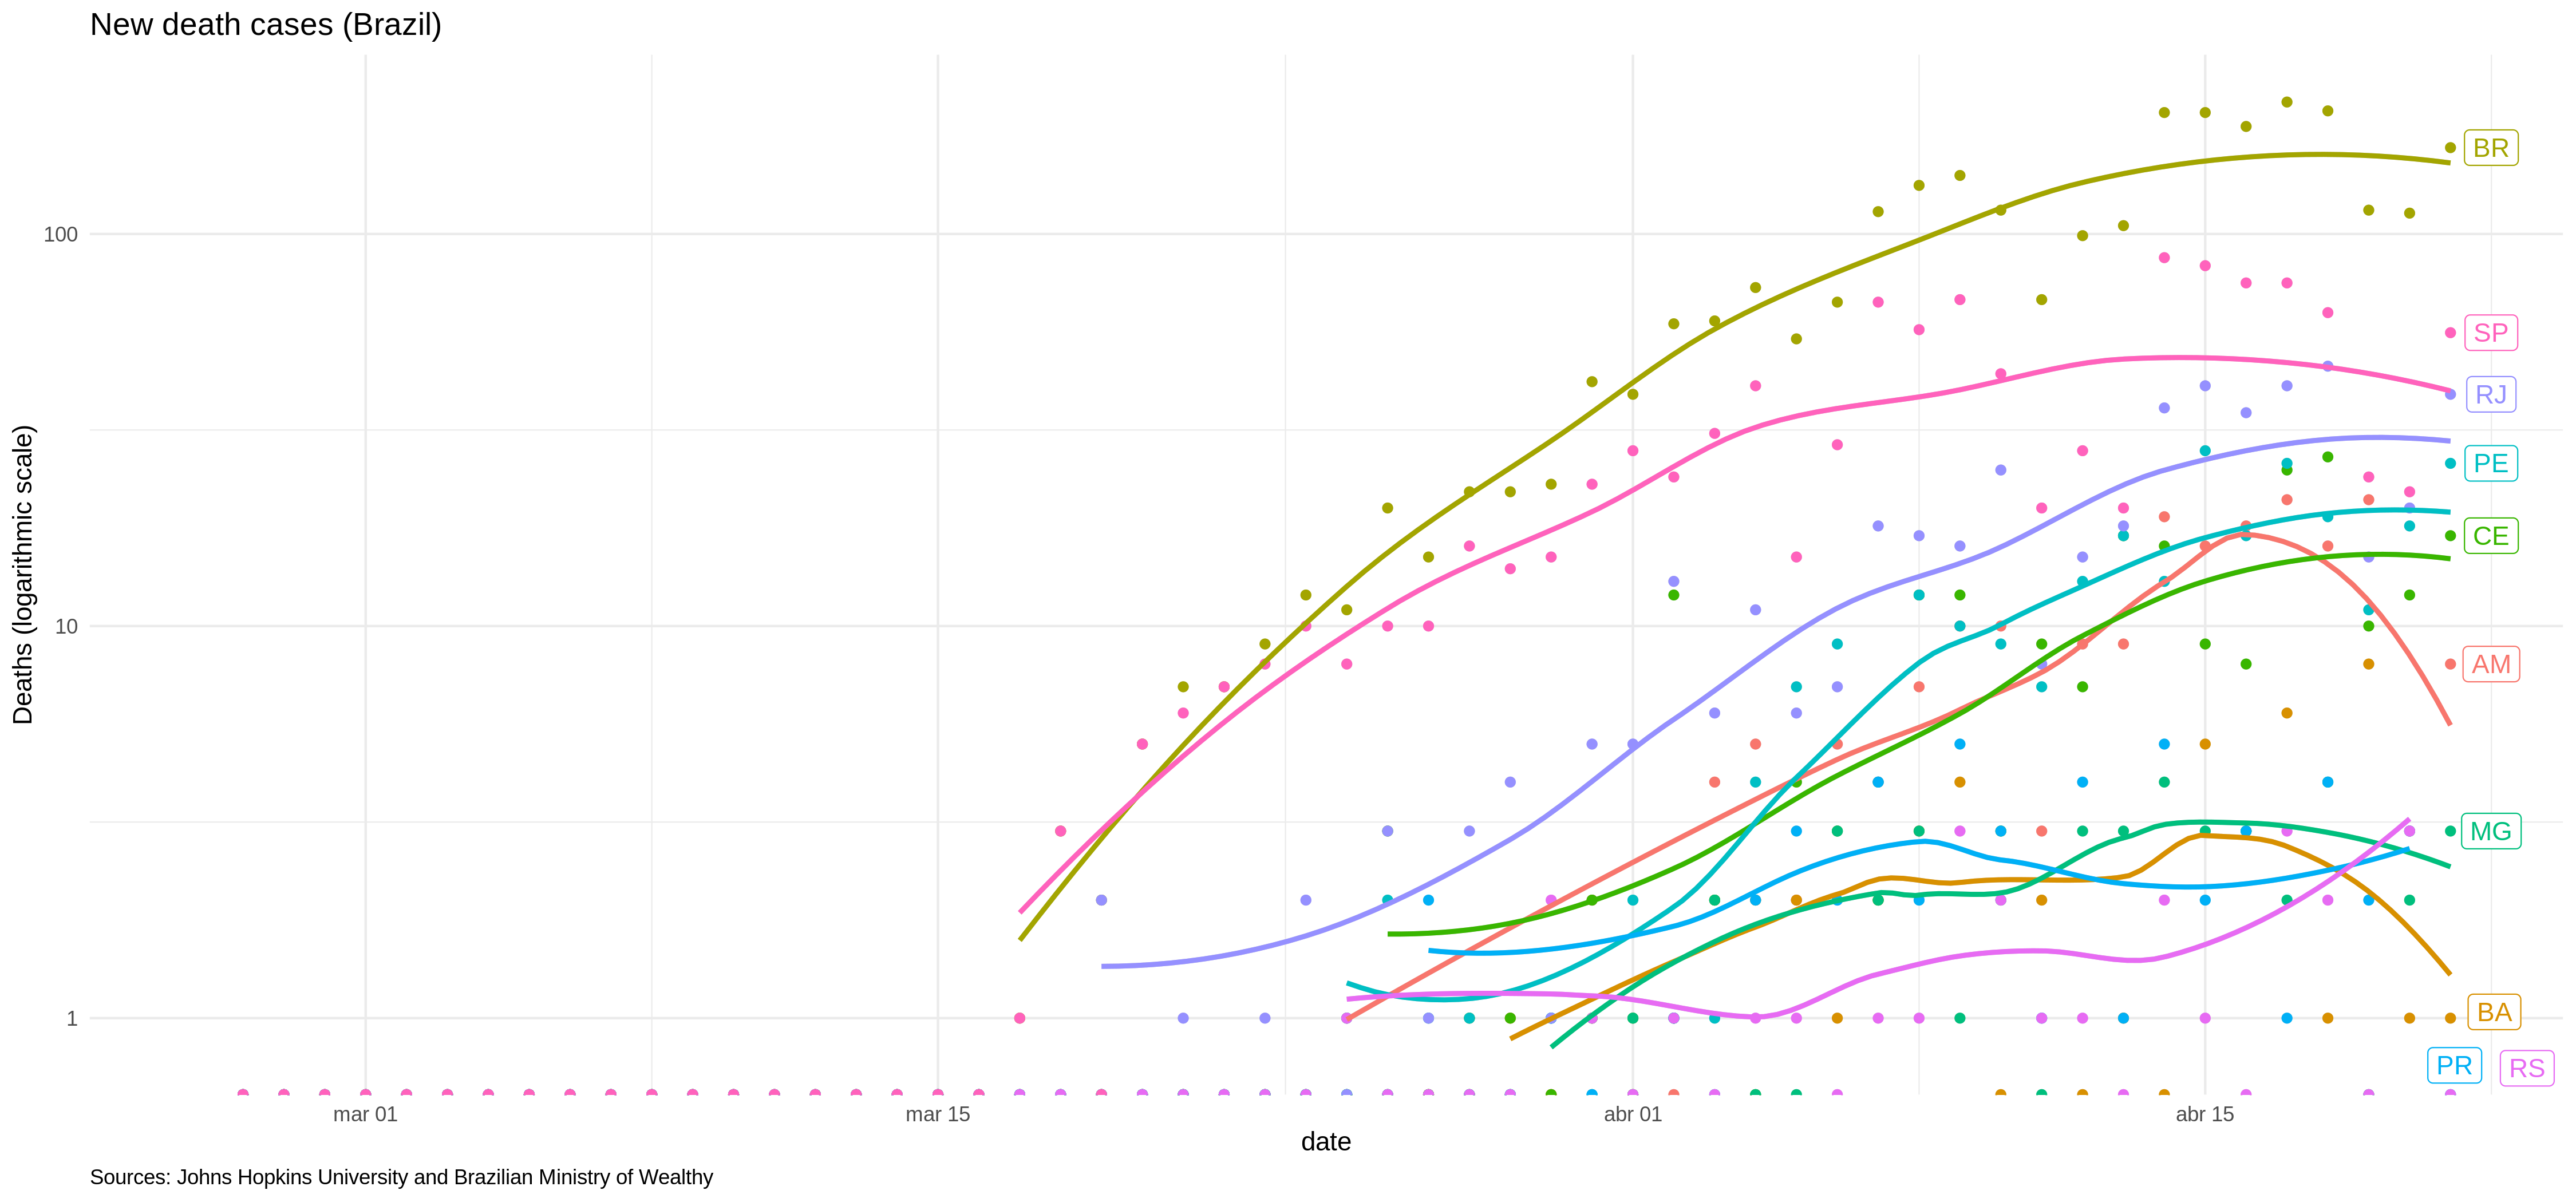 New death cases (Brazil)
Deaths (logarithmic scale)
100
10
1
BR
SP
RJ
PE
CE
AM
MG
BA
PR
RS
mar 01
mar 15
abr 01
abr 15
date
Sources: Johns Hopkins University and Brazilian Ministry of Wealthy